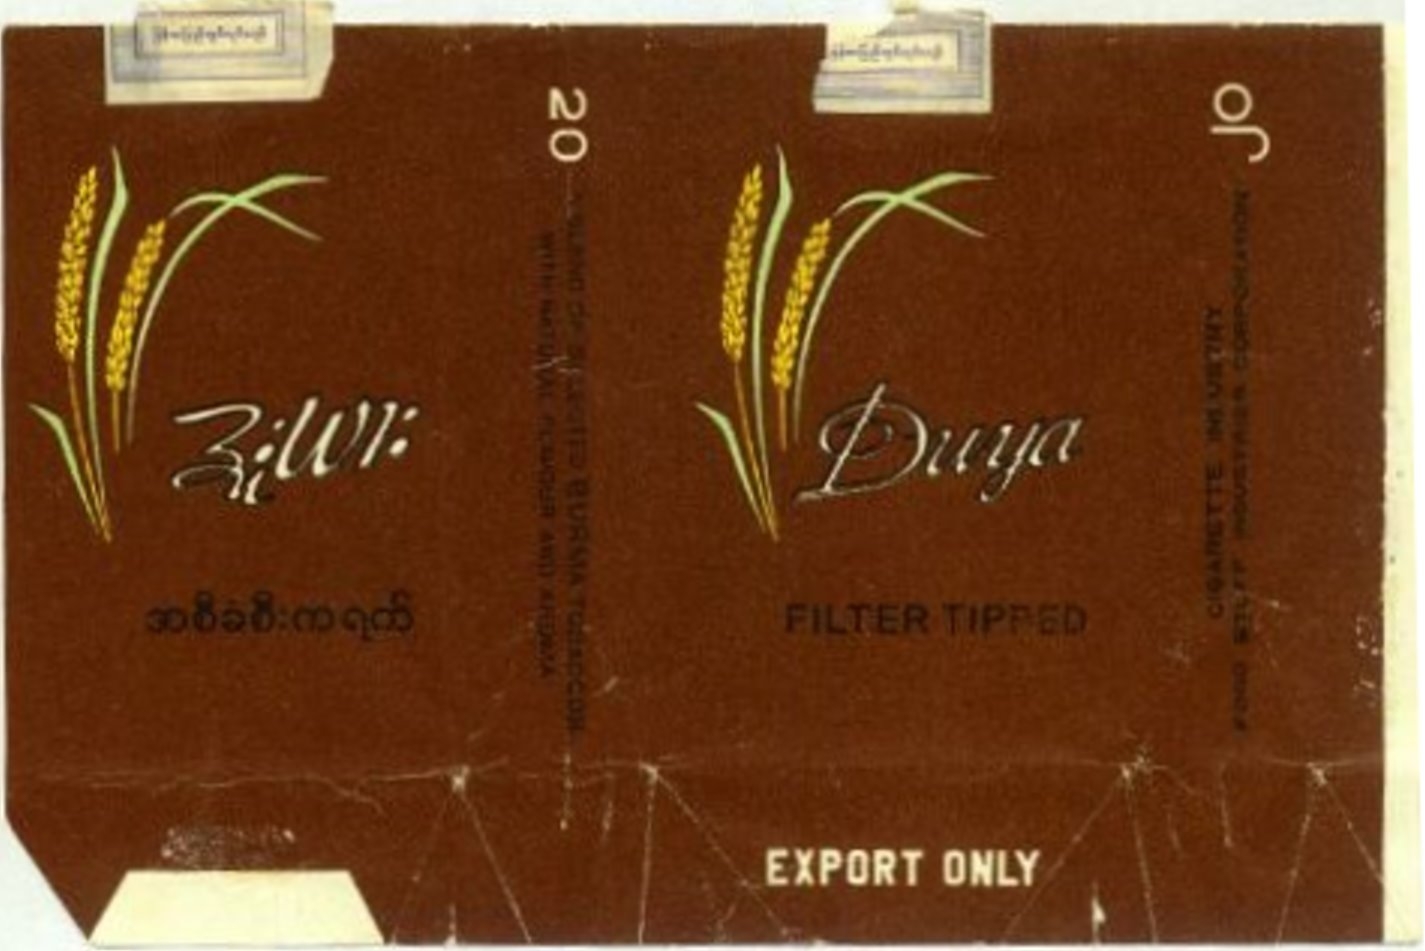 ဒူးယား
အစီခံစီးကရက်
20
A BLEND OF SELECTED BURMA TOBACCOS
WITH NATURAL FLAVOUR AND AROMA
Duya
FILTER TIPPED
EXPORT ONLY
၂၀
CIGARETTE INDUSTRY
FOOD STUFF INDUSTRIES CORPORATION